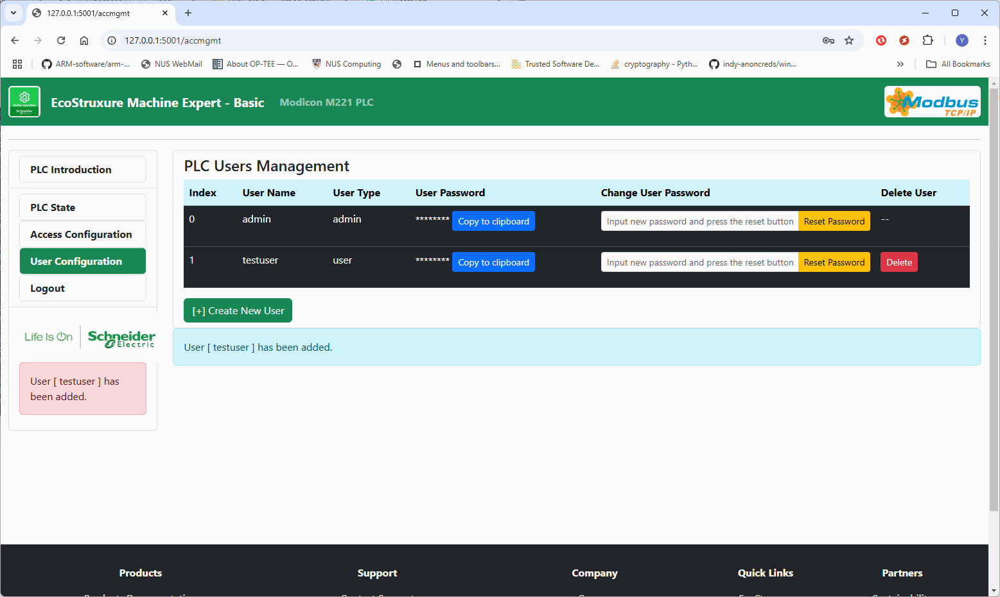 127.0.0.1:5001/accmgmt
127.0.0.1:5001/accmgmt
Y
ARM-software/arm-...
NUS WebMail
About OP-TEE — O...
NUS Computing
Menus and toolbars...
Trusted Software De...
cryptography - Pyth...
indy-anoncreds/win...
All Bookmarks
EcoStruxure Machine Expert - Basic
Modicon M221 PLC
Modbus
TCP/IP
PLC Introduction
PLC State
Access Configuration
User Configuration
Logout
Life Is On
Schneider
Electric
User [ testuser ] has
been added.
PLC Users Management
Index User Name User Type User Password Change User Password Delete User
0 admin admin ******** Copy to clipboard Input new password and press the reset button Reset Password --
1 testuser user ******** Copy to clipboard Input new password and press the reset button Reset Password Delete
[+] Create New User
User [ testuser ] has been added.
Products Support Company Quick Links Partners